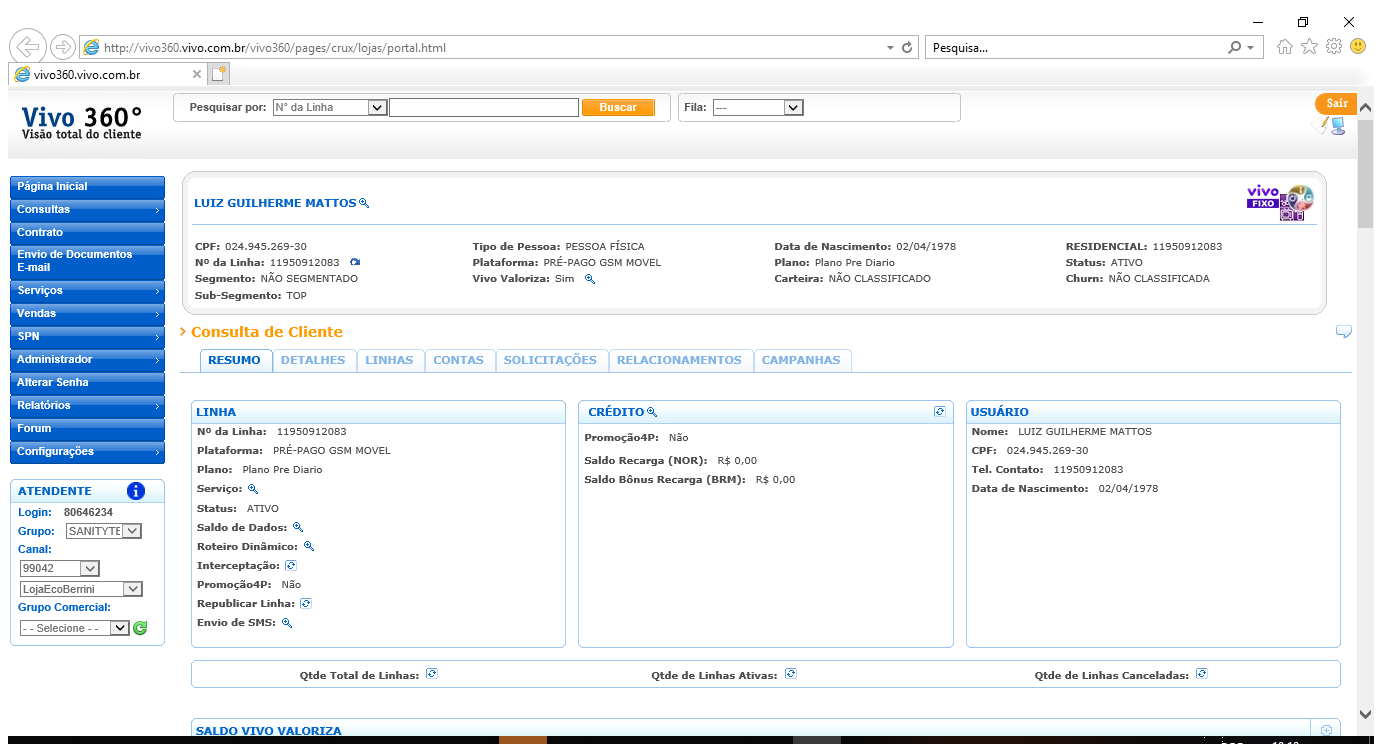 http://vivo360.vivo.com.br/vivo360/pages/crux/lojas/portal.html
Pesquisa...
vivo360.vivo.com.br
Vivo 360°
Visão total do cliente
Pesquisar por: N° da Linha Buscar
Fila: ---
Sair
Página Inicial
Consultas
Contrato
Envio de Documentos
E-mail
Serviços
Vendas
SPN
Administrador
Alterar Senha
Relatórios
Forum
Configurações
ATENDENTE
Login: 80646234
Grupo: SANITYTE
Canal:
99042
LojaEcoBerrini
Grupo Comercial:
- - Selecione - -
LUIZ GUILHERME MATTOS
vivo
FIXO
CPF: 024.945.269-30 Tipo de Pessoa: PESSOA FÍSICA Data de Nascimento: 02/04/1978 RESIDENCIAL: 11950912083
Nº da Linha: 11950912083 Plataforma: PRÉ-PAGO GSM MOVEL Plano: Plano Pre Diario Status: ATIVO
Segmento: NÃO SEGMENTADO Vivo Valoriza: Sim Carteira: NÃO CLASSIFICADO Churn: NÃO CLASSIFICADA
Sub-Segmento: TOP
Consulta de Cliente
RESUMO DETALHES LINHAS CONTAS SOLICITAÇÕES RELACIONAMENTOS CAMPANHAS
LINHA
Nº da Linha: 11950912083
Plataforma: PRÉ-PAGO GSM MOVEL
Plano: Plano Pre Diario
Serviço:
Status: ATIVO
Saldo de Dados:
Roteiro Dinâmico:
Interceptação:
Promoção4P: Não
Republicar Linha:
Envio de SMS:
CRÉDITO
Promoção4P: Não
Saldo Recarga (NOR): R$ 0,00
Saldo Bônus Recarga (BRM): R$ 0,00
USUÁRIO
Nome: LUIZ GUILHERME MATTOS
CPF: 024.945.269-30
Tel. Contato: 11950912083
Data de Nascimento: 02/04/1978
Qtde Total de Linhas: Qtde de Linhas Ativas: Qtde de Linhas Canceladas:
SALDO VIVO VALORIZA